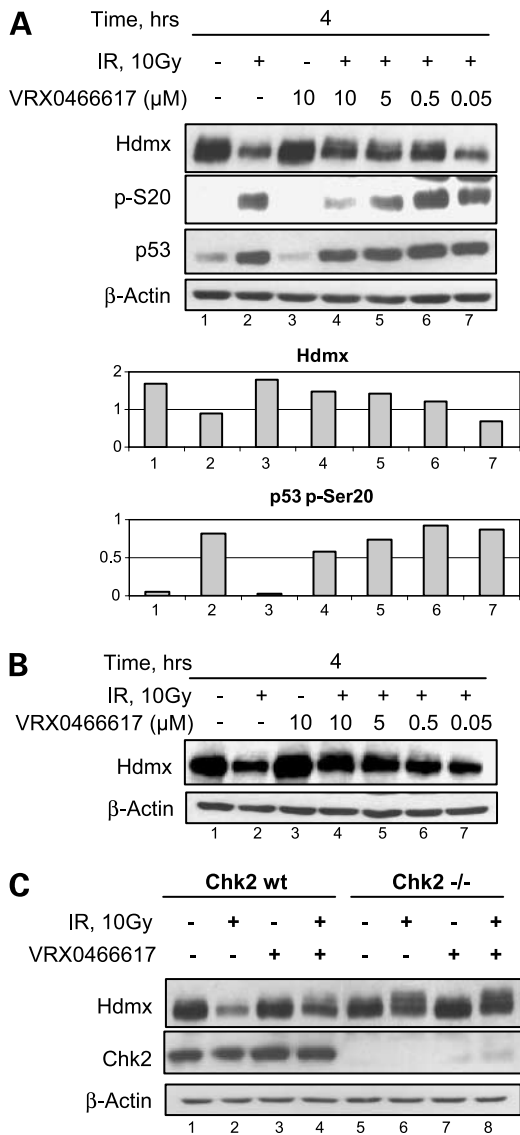 A
Time, hrs 4
IR, 10Gy - + - + + + +
VRX0466617 (μM) - - 10 10 5 0.5 0.05
Hdmx
p-S20
p53
β-Actin
1 2 3 4 5 6 7
Hdmx
2
1
0
1 2 3 4 5 6 7
p53 p-Ser20
1
0.5
0
1 2 3 4 5 6 7
B
Time, hrs 4
IR, 10Gy - + - + + + +
VRX0466617 (μM) - - 10 10 5 0.5 0.05
Hdmx
β-Actin
1 2 3 4 5 6 7
C
Chk2 wt Chk2 -/-
IR, 10Gy - + - + - + - +
VRX0466617 - - + + - - + +
Hdmx
Chk2
β-Actin
1 2 3 4 5 6 7 8